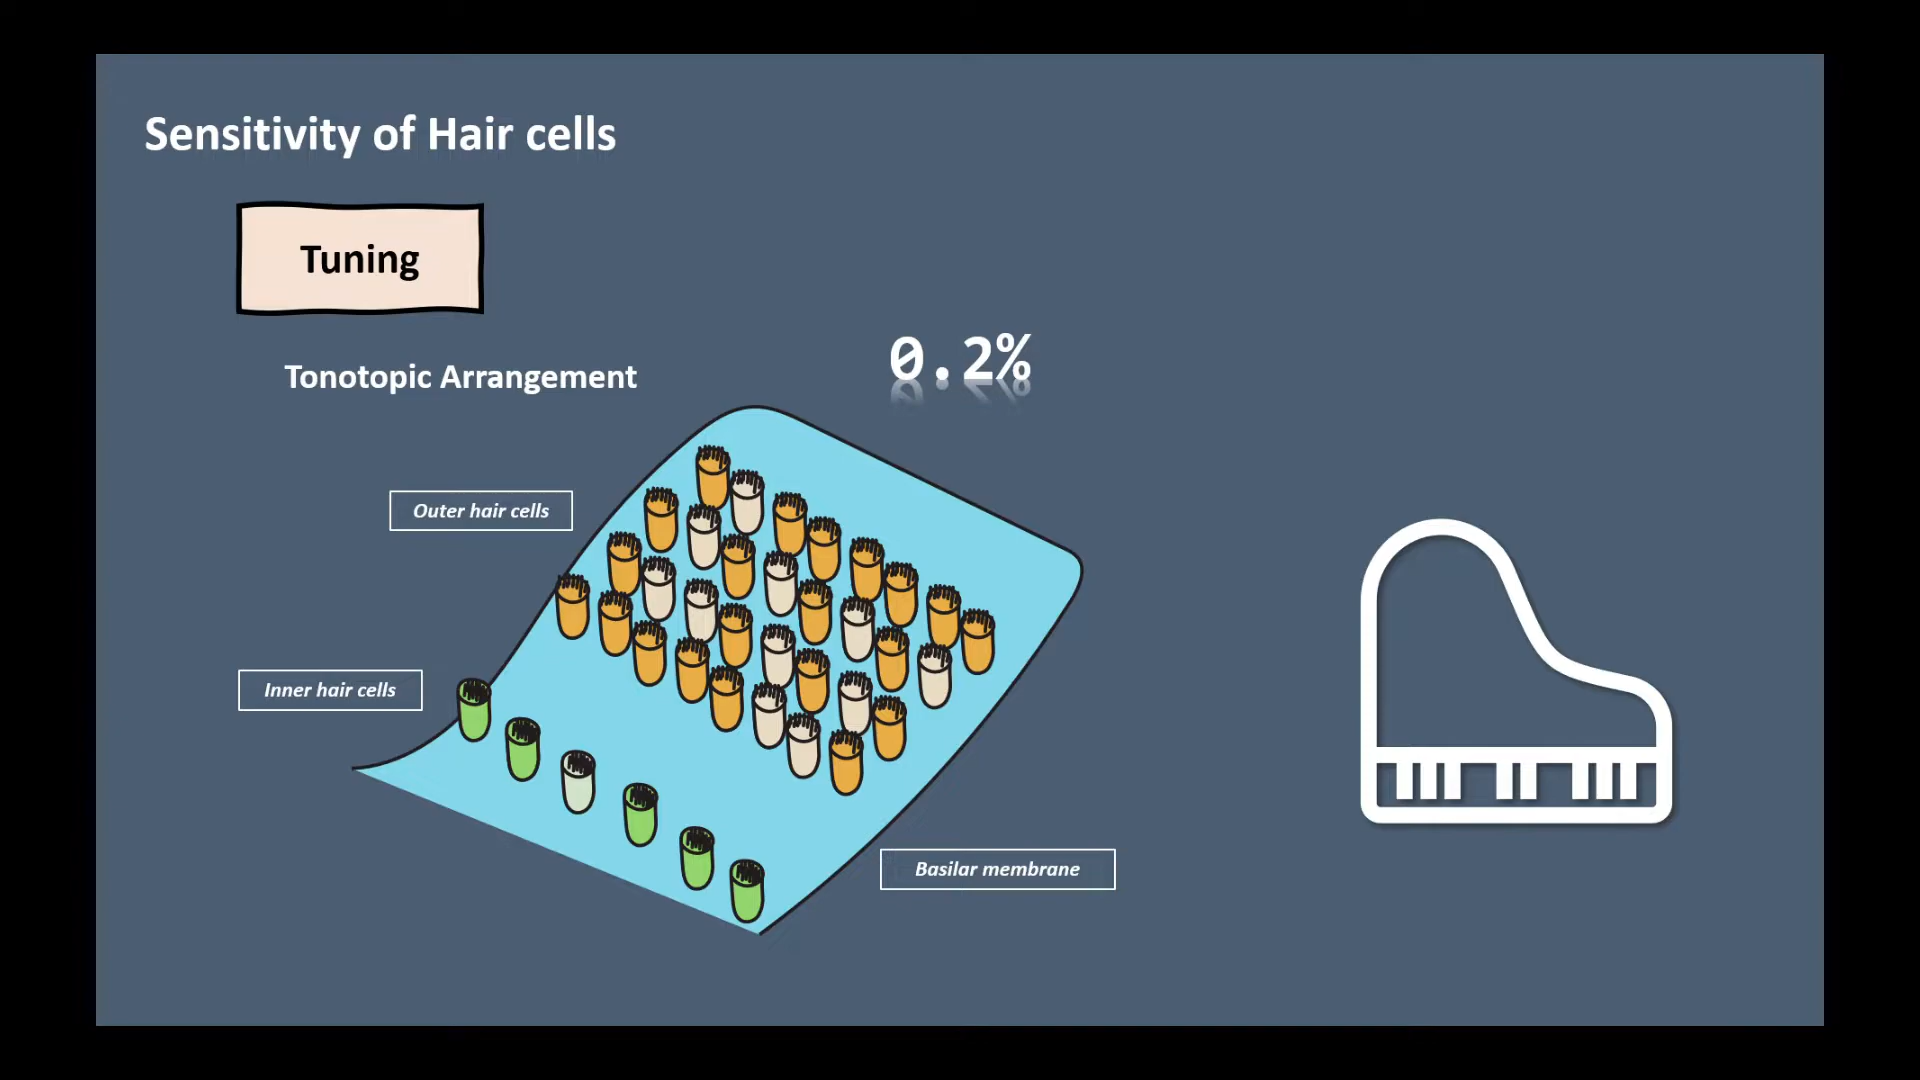 Sensitivity of Hair cells
Tuning
Tonotopic Arrangement
0.2%
Outer hair cells
Inner hair cells
Basilar membrane